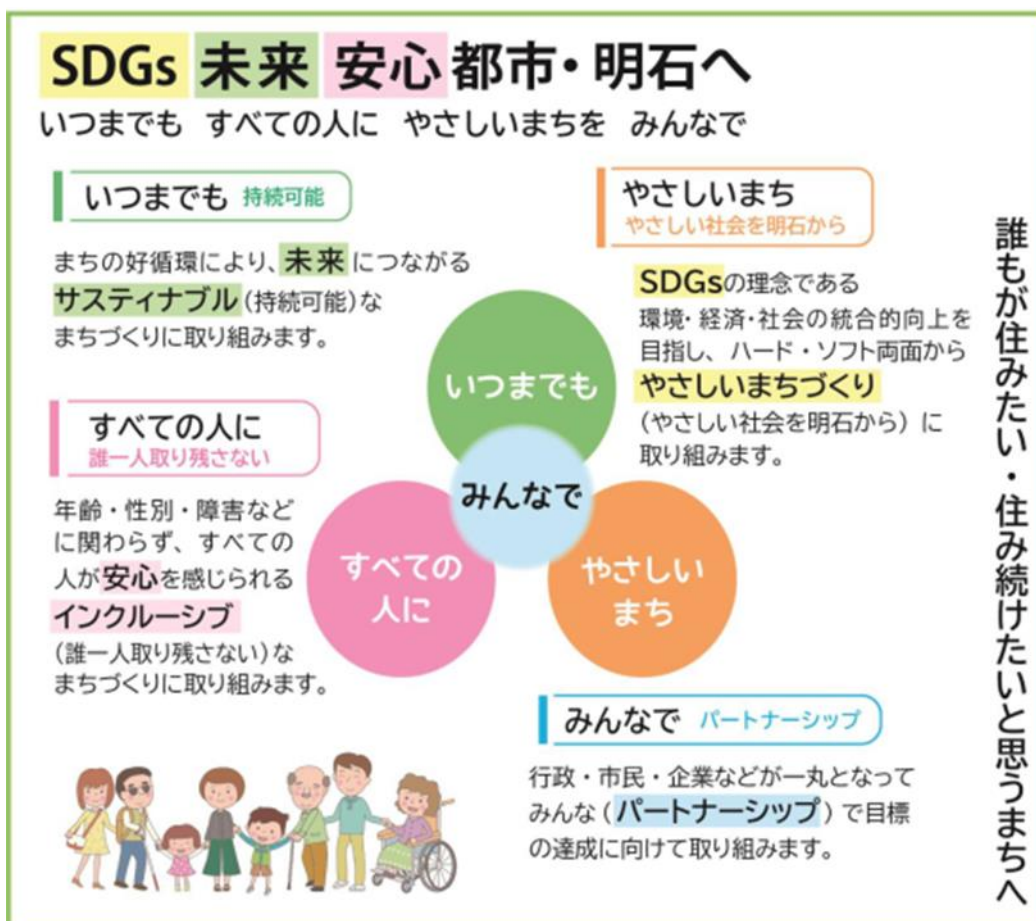 SDGs 未来 安心都市・明石へ
いつまでも すべての人に やさしいまちを みんなで
いつまでも 持続可能
まちの好循環により、未来につながる
サスティナブル(持続可能)な
まちづくりに取り組みます。
すべての人に
誰一人取り残さない
年齢・性別・障害など
に関わらず、すべての
人が安心を感じられる
インクルーシブ
(誰一人取り残さない)な
まちづくりに取り組みます。
やさしいまち
やさしい社会を明石から
SDGsの理念である
環境・経済・社会の統合的向上を
目指し、ハード・ソフト両面から
やさしいまちづくり
(やさしい社会を明石から)に
取り組みます。
いつまでも
みんなで
すべての
人に
やさしい
まち
みんなで パートナーシップ
行政・市民・企業などが一丸となって
みんな(パートナーシップ)で目標
の達成に向けて取り組みます。
誰もが住みたい・住み続けたいと思うまちへ